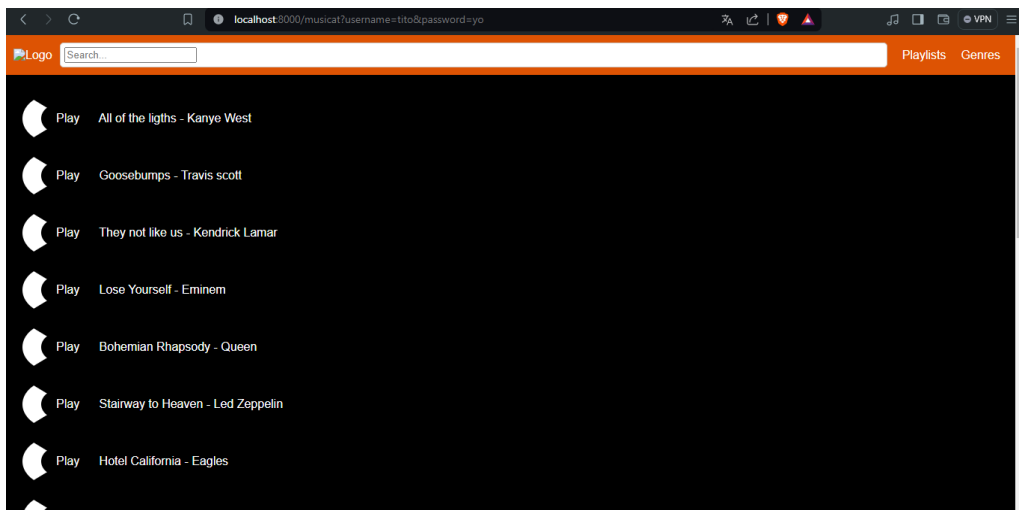 localhost:8000/musicat?username=tito&password=yo
VPN
Logo
Search...
Playlists
Genres
Play All of the ligths - Kanye West
Play Goosebumps - Travis scott
Play They not like us - Kendrick Lamar
Play Lose Yourself - Eminem
Play Bohemian Rhapsody - Queen
Play Stairway to Heaven - Led Zeppelin
Play Hotel California - Eagles